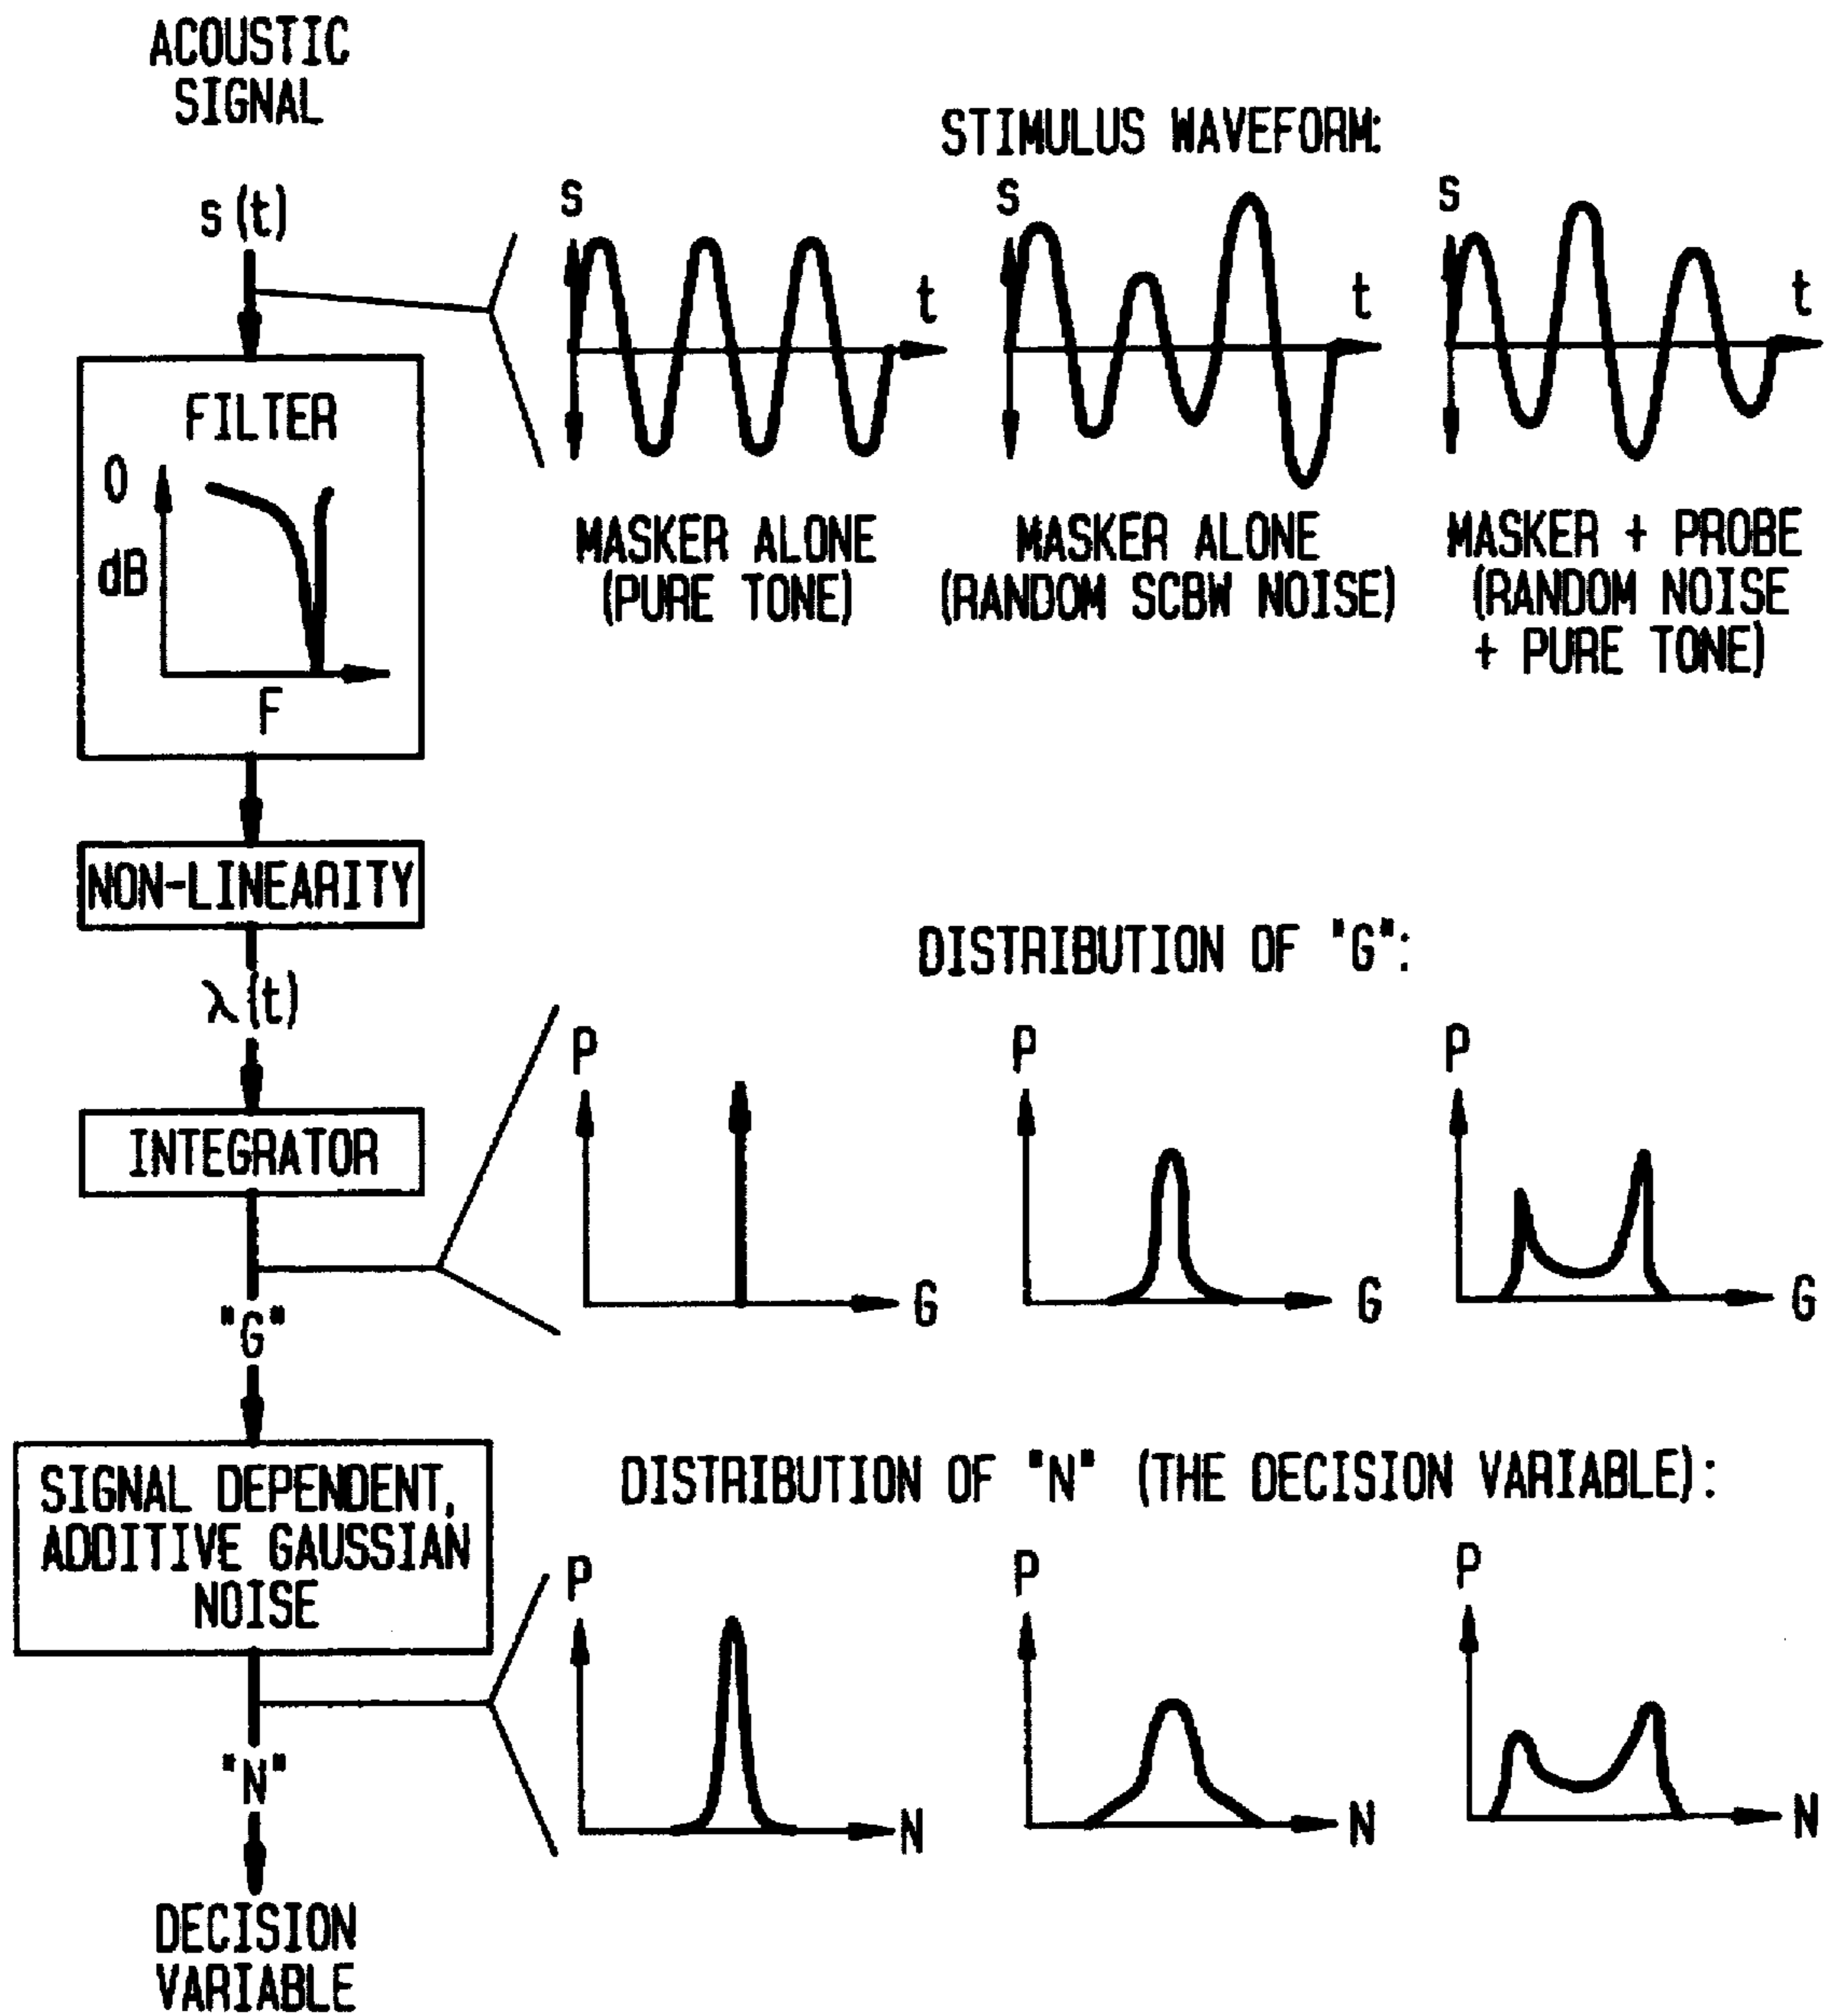 ACOUSTIC
SIGNAL
s(t)
FILTER
0
dB
F
NON-LINEARITY
λ(t)
INTEGRATOR
"G"
SIGNAL DEPENDENT,
ADDITIVE GAUSSIAN
NOISE
"N"
DECISION
VARIABLE
STIMULUS WAVEFORM:
s
t
MASKER ALONE
(PURE TONE)
s
t
MASKER ALONE
(RANDOM SCBW NOISE)
s
t
MASKER + PROBE
(RANDOM NOISE
+ PURE TONE)
DISTRIBUTION OF "G":
P
G
P
G
P
G
DISTRIBUTION OF "N" (THE DECISION VARIABLE):
P
N
P
N
P
N